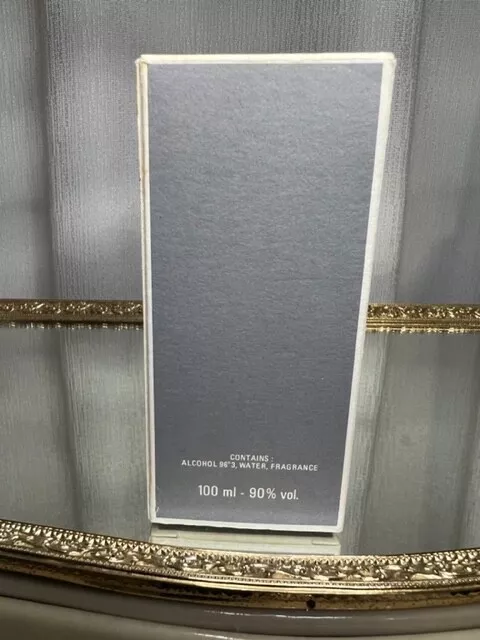 CONTAINS :
ALCOHOL 96°3, WATER, FRAGRANCE
100 ml - 90% vol.